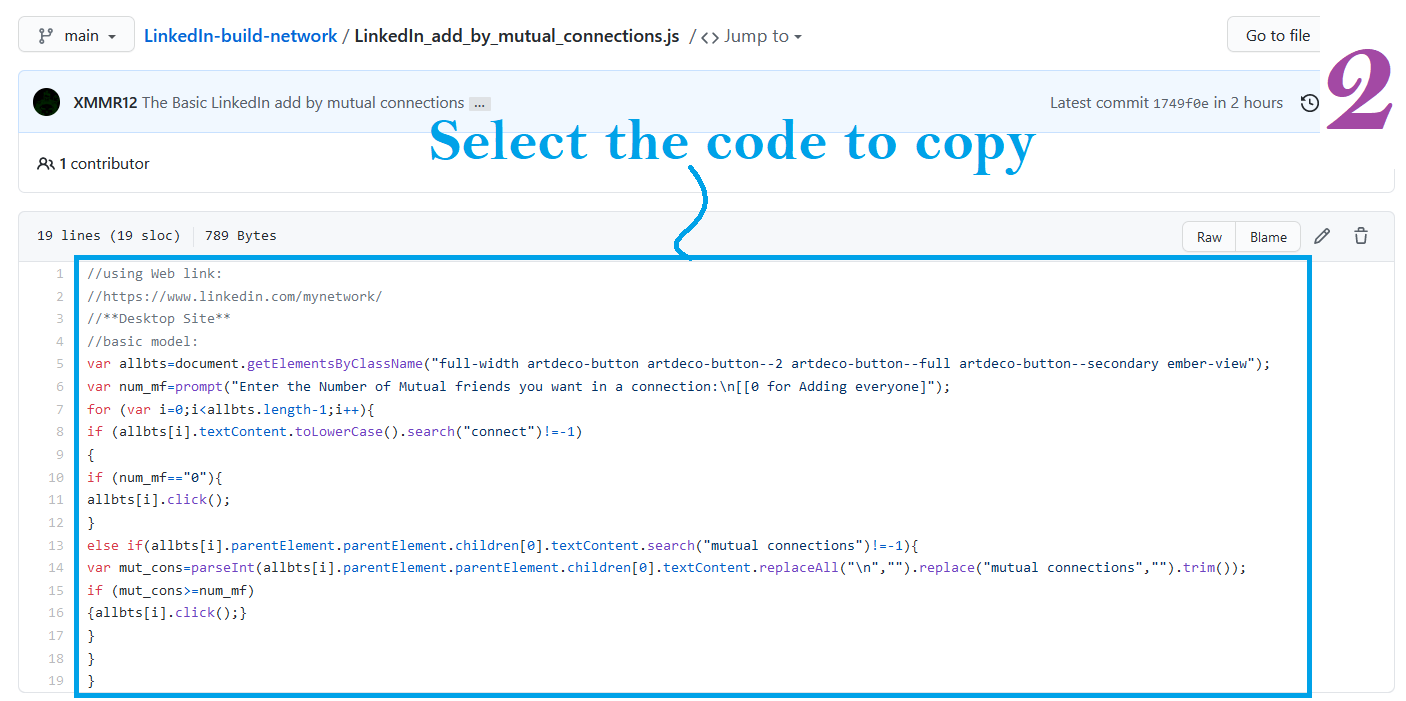 main
LinkedIn-build-network / LinkedIn_add_by_mutual_connections.js / <> Jump to
Go to file
2
XMMR12 The Basic LinkedIn add by mutual connections ...
Latest commit 1749f0e in 2 hours
Select the code to copy
1 contributor
19 lines (19 sloc) 789 Bytes
Raw Blame
1 //using Web link:
2 //https://www.linkedin.com/mynetwork/
3 //**Desktop Site**
4 //basic model:
5 var allbts=document.getElementsByClassName("full-width artdeco-button artdeco-button--2 artdeco-button--full artdeco-button--secondary ember-view");
6 var num_mf=prompt("Enter the Number of Mutual friends you want in a connection:\n[[0 for Adding everyone]");
7 for (var i=0;i<allbts.length-1;i++){
8 if (allbts[i].textContent.toLowerCase().search("connect")!=-1)
9 {
10 if (num_mf=="0"){
11 allbts[i].click();
12 }
13 else if(allbts[i].parentElement.parentElement.children[0].textContent.search("mutual connections")!=-1){
14 var mut_cons=parseInt(allbts[i].parentElement.parentElement.children[0].textContent.replaceAll("\n","").replace("mutual connections","").trim());
15 if (mut_cons>=num_mf)
16 {allbts[i].click();}
17 }
18 }
19 }